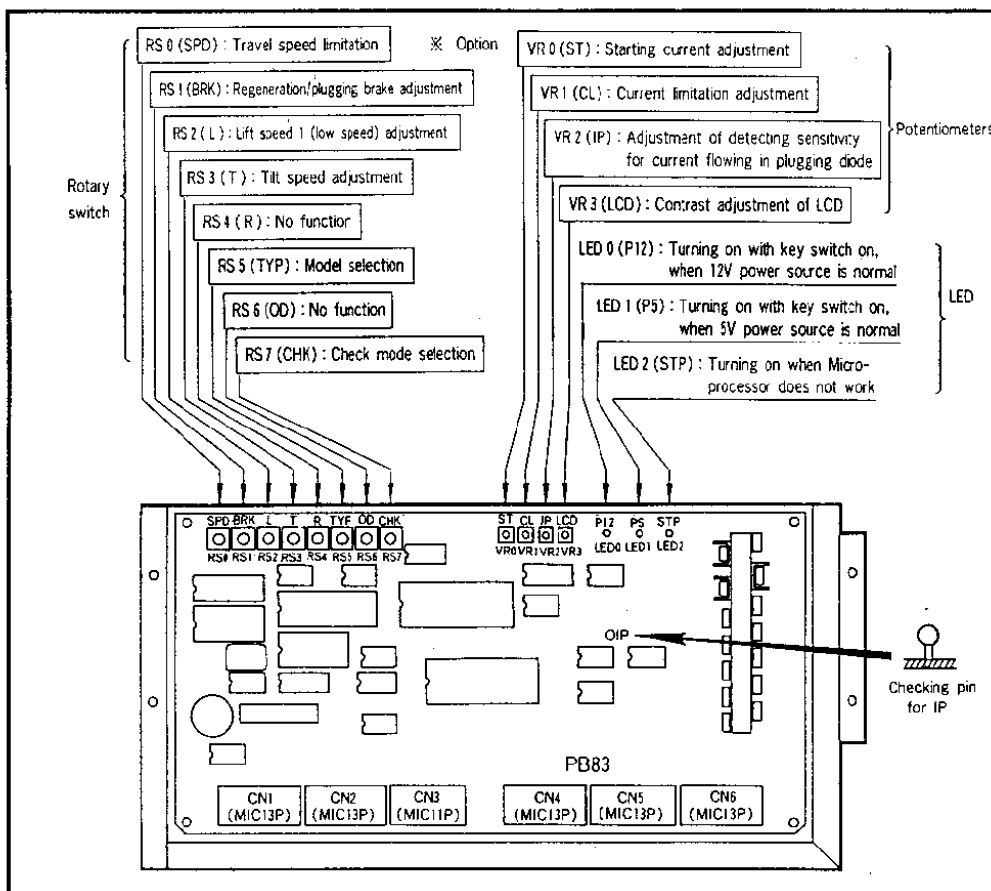 RS 0 (SPD) : Travel speed limitation
※ Option
RS 1 (BRK) : Regeneration/plugging brake adjustment
RS 2 (L) : Lift speed 1 (low speed) adjustment
RS 3 (T) : Tilt speed adjustment
Rotary
switch
RS 4 (R) : No function
RS 5 (TYP) : Model selection
RS 6 (OD) : No function
RS 7 (CHK) : Check mode selection
VR 0 (ST) : Starting current adjustment
VR 1 (CL) : Current limitation adjustment
VR 2 (IP) : Adjustment of detecting sensitivity
for current flowing in plugging diode
Potentiometers
VR 3 (LCD) : Contrast adjustment of LCD
LED 0 (P12) : Turning on with key switch on,
when 12V power source is normal
LED 1 (P5) : Turning on with key switch on,
when 5V power source is normal
LED
LED 2 (STP) : Turning on when Micro-
processor does not work
SPD BRK L T R TYF OD CHK
RS0 RS1 RS2 RS3 RS4 RS5 RS6 RS7
ST CL JP LCD
VR0 VR1 VR2 VR3
P12 PS STP
LED0 LED1 LED2
OIP
Checking pin
for IP
PB83
CN1
(MIC13P)
CN2
(MIC13P)
CN3
(MIC11P)
CN4
(MIC13P)
CN5
(MIC13P)
CN6
(MIC13P)